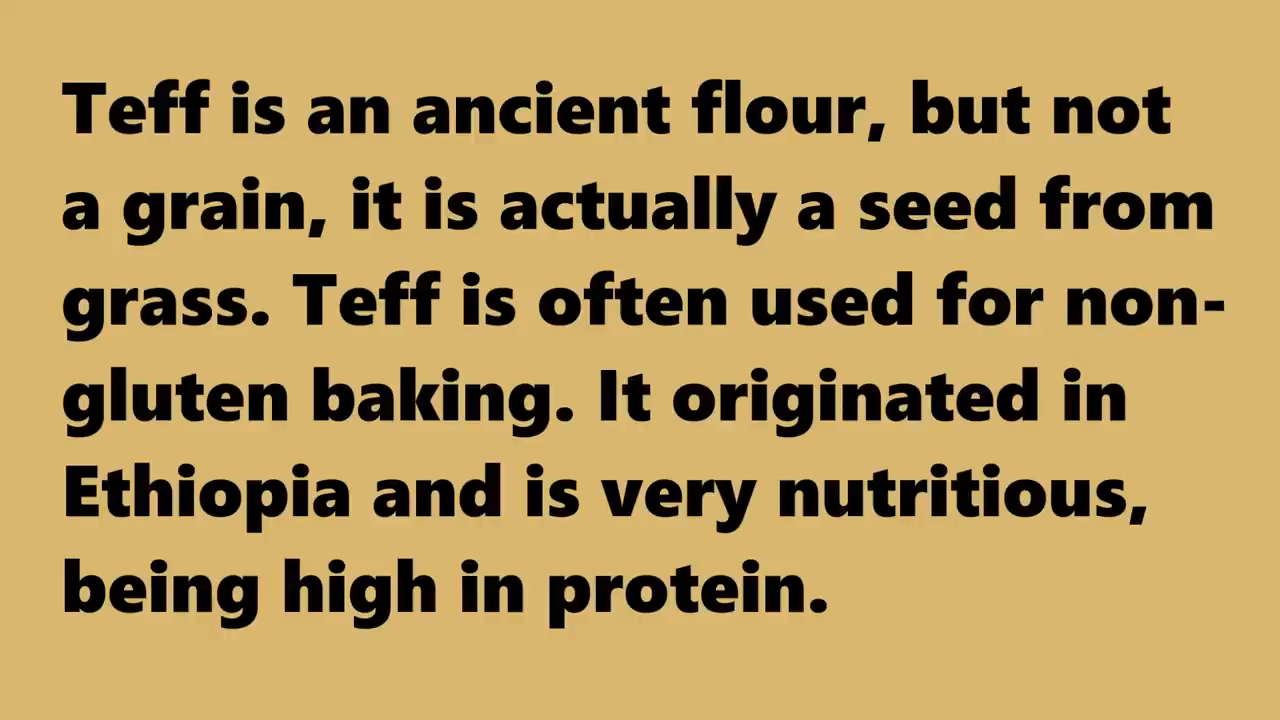 Teff is an ancient flour, but not
a grain, it is actually a seed from
grass. Teff is often used for non-
gluten baking. It originated in
Ethiopia and is very nutritious,
being high in protein.